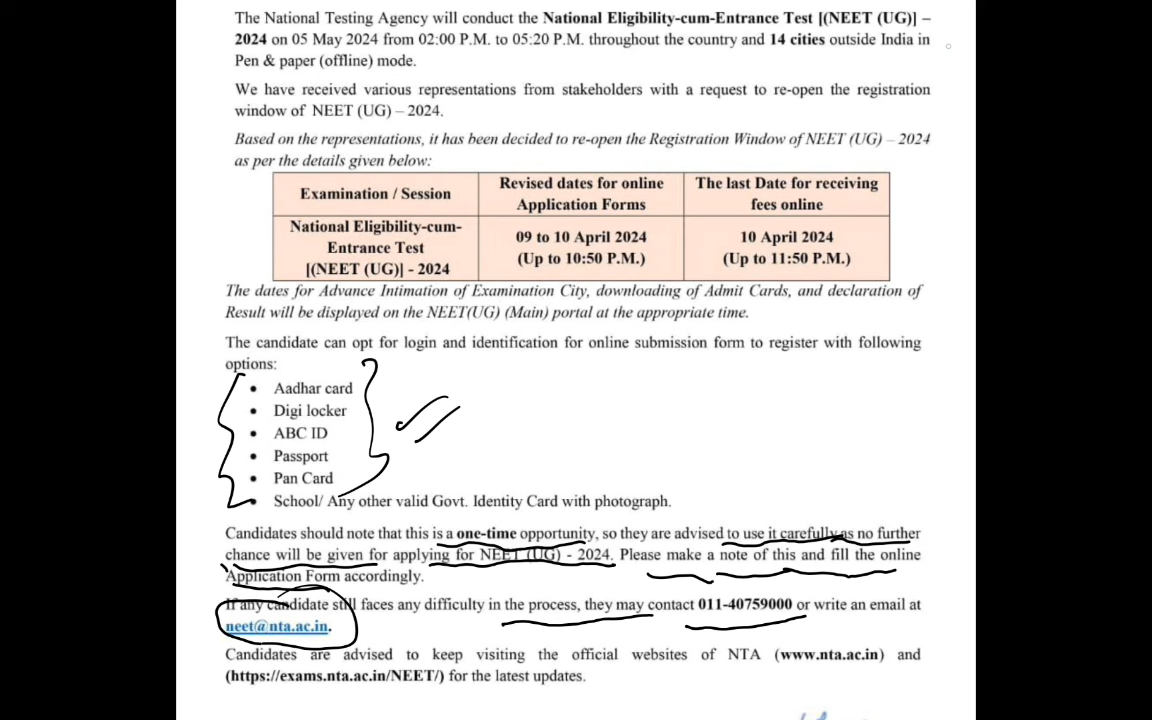 The National Testing Agency will conduct the National Eligibility-cum-Entrance Test [(NEET (UG)] –
2024 on 05 May 2024 from 02:00 P.M. to 05:20 P.M. throughout the country and 14 cities outside India in
Pen & paper (offline) mode.
We have received various representations from stakeholders with a request to re-open the registration
window of NEET (UG) – 2024.
Based on the representations, it has been decided to re-open the Registration Window of NEET (UG) – 2024
as per the details given below:
Examination / Session
Revised dates for online
Application Forms
The last Date for receiving
fees online
National Eligibility-cum-
Entrance Test
[(NEET (UG)] - 2024
09 to 10 April 2024
(Up to 10:50 P.M.)
10 April 2024
(Up to 11:50 P.M.)
The dates for Advance Intimation of Examination City, downloading of Admit Cards, and declaration of
Result will be displayed on the NEET(UG) (Main) portal at the appropriate time.
The candidate can opt for login and identification for online submission form to register with following
options:
• Aadhar card
• Digi locker
• ABC ID
• Passport
• Pan Card
• School/ Any other valid Govt. Identity Card with photograph.
Candidates should note that this is a one-time opportunity, so they are advised to use it carefully as no further
chance will be given for applying for NEET (UG) - 2024. Please make a note of this and fill the online
Application Form accordingly.
If any candidate still faces any difficulty in the process, they may contact 011-40759000 or write an email at
neet@nta.ac.in.
Candidates are advised to keep visiting the official websites of NTA (www.nta.ac.in) and
(https://exams.nta.ac.in/NEET/) for the latest updates.